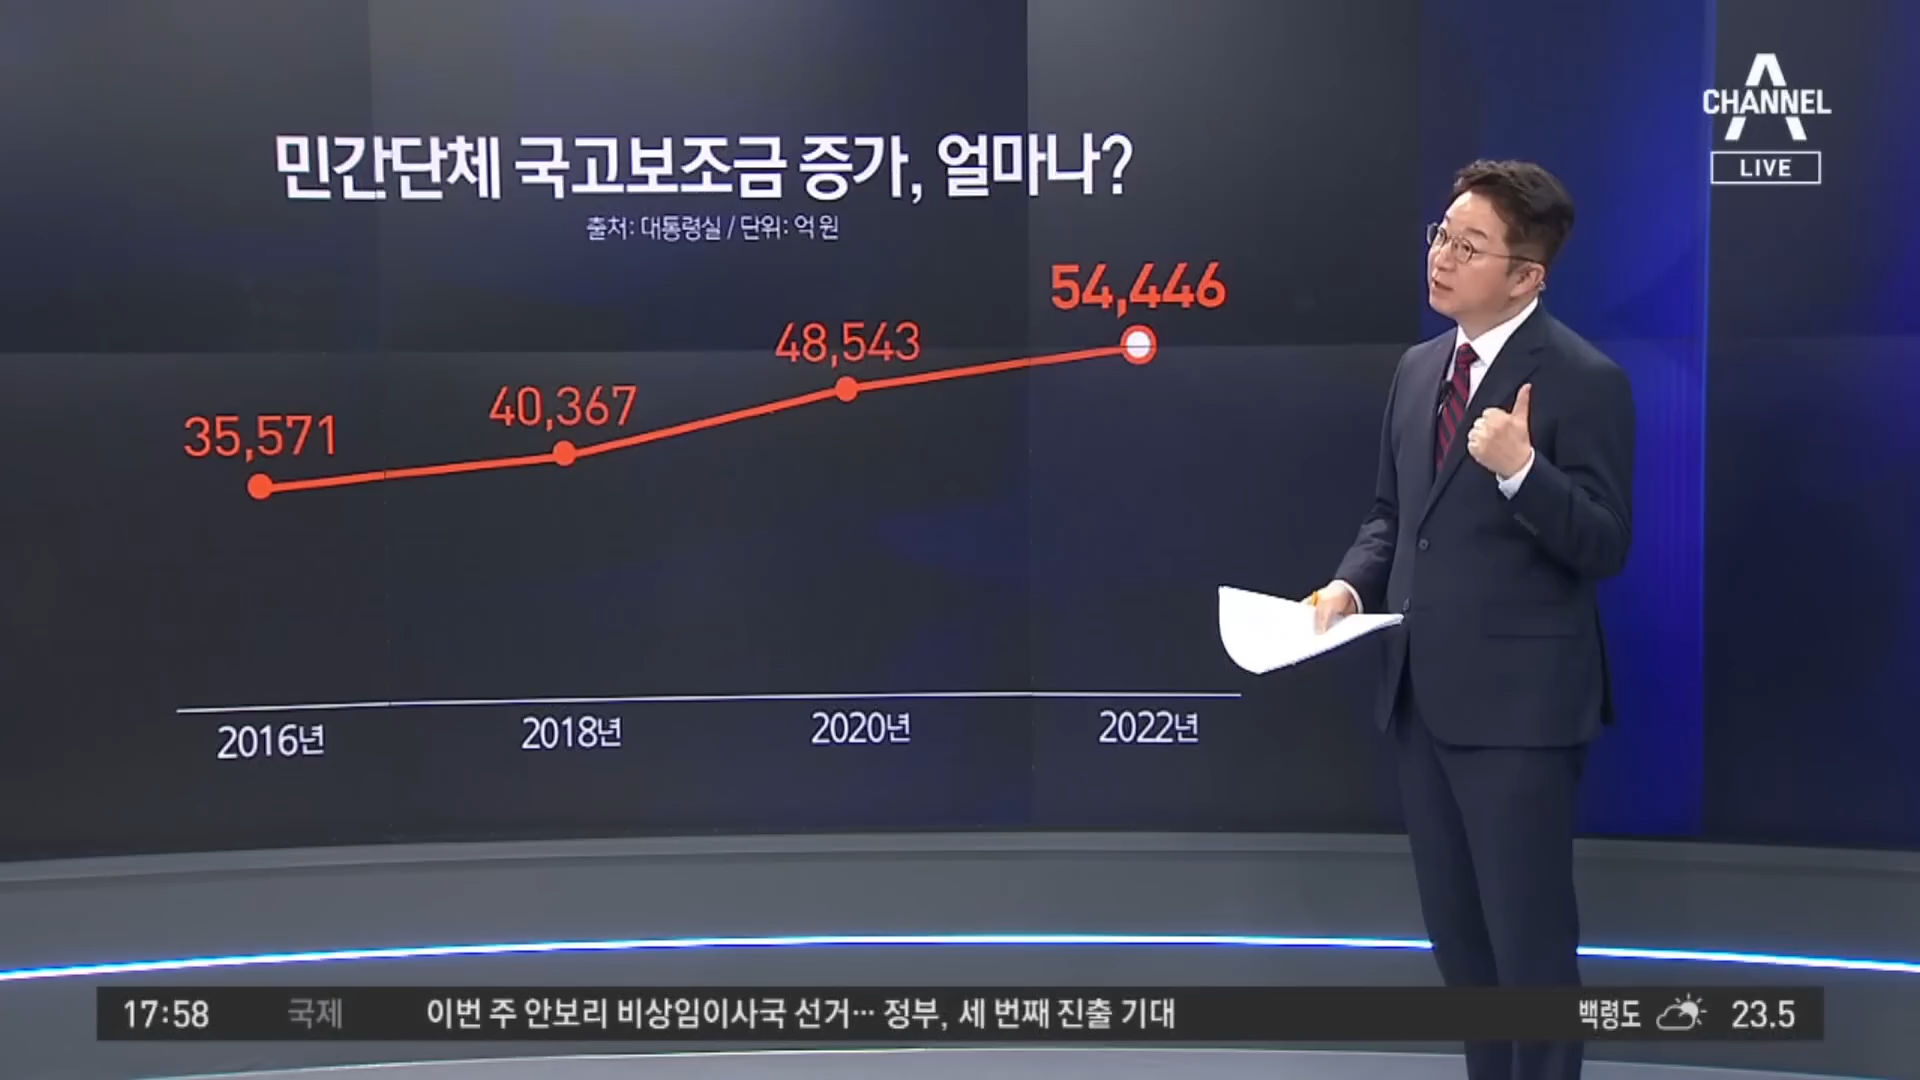 민간단체 국고보조금 증가, 얼마나?
출처: 대통령실 / 단위: 억 원
35,571
40,367
48,543
54,446
2016년
2018년
2020년
2022년
CHANNEL A
LIVE
17:58 국제 이번 주 안보리 비상임이사국 선거… 정부, 세 번째 진출 기대 백령도 23.5